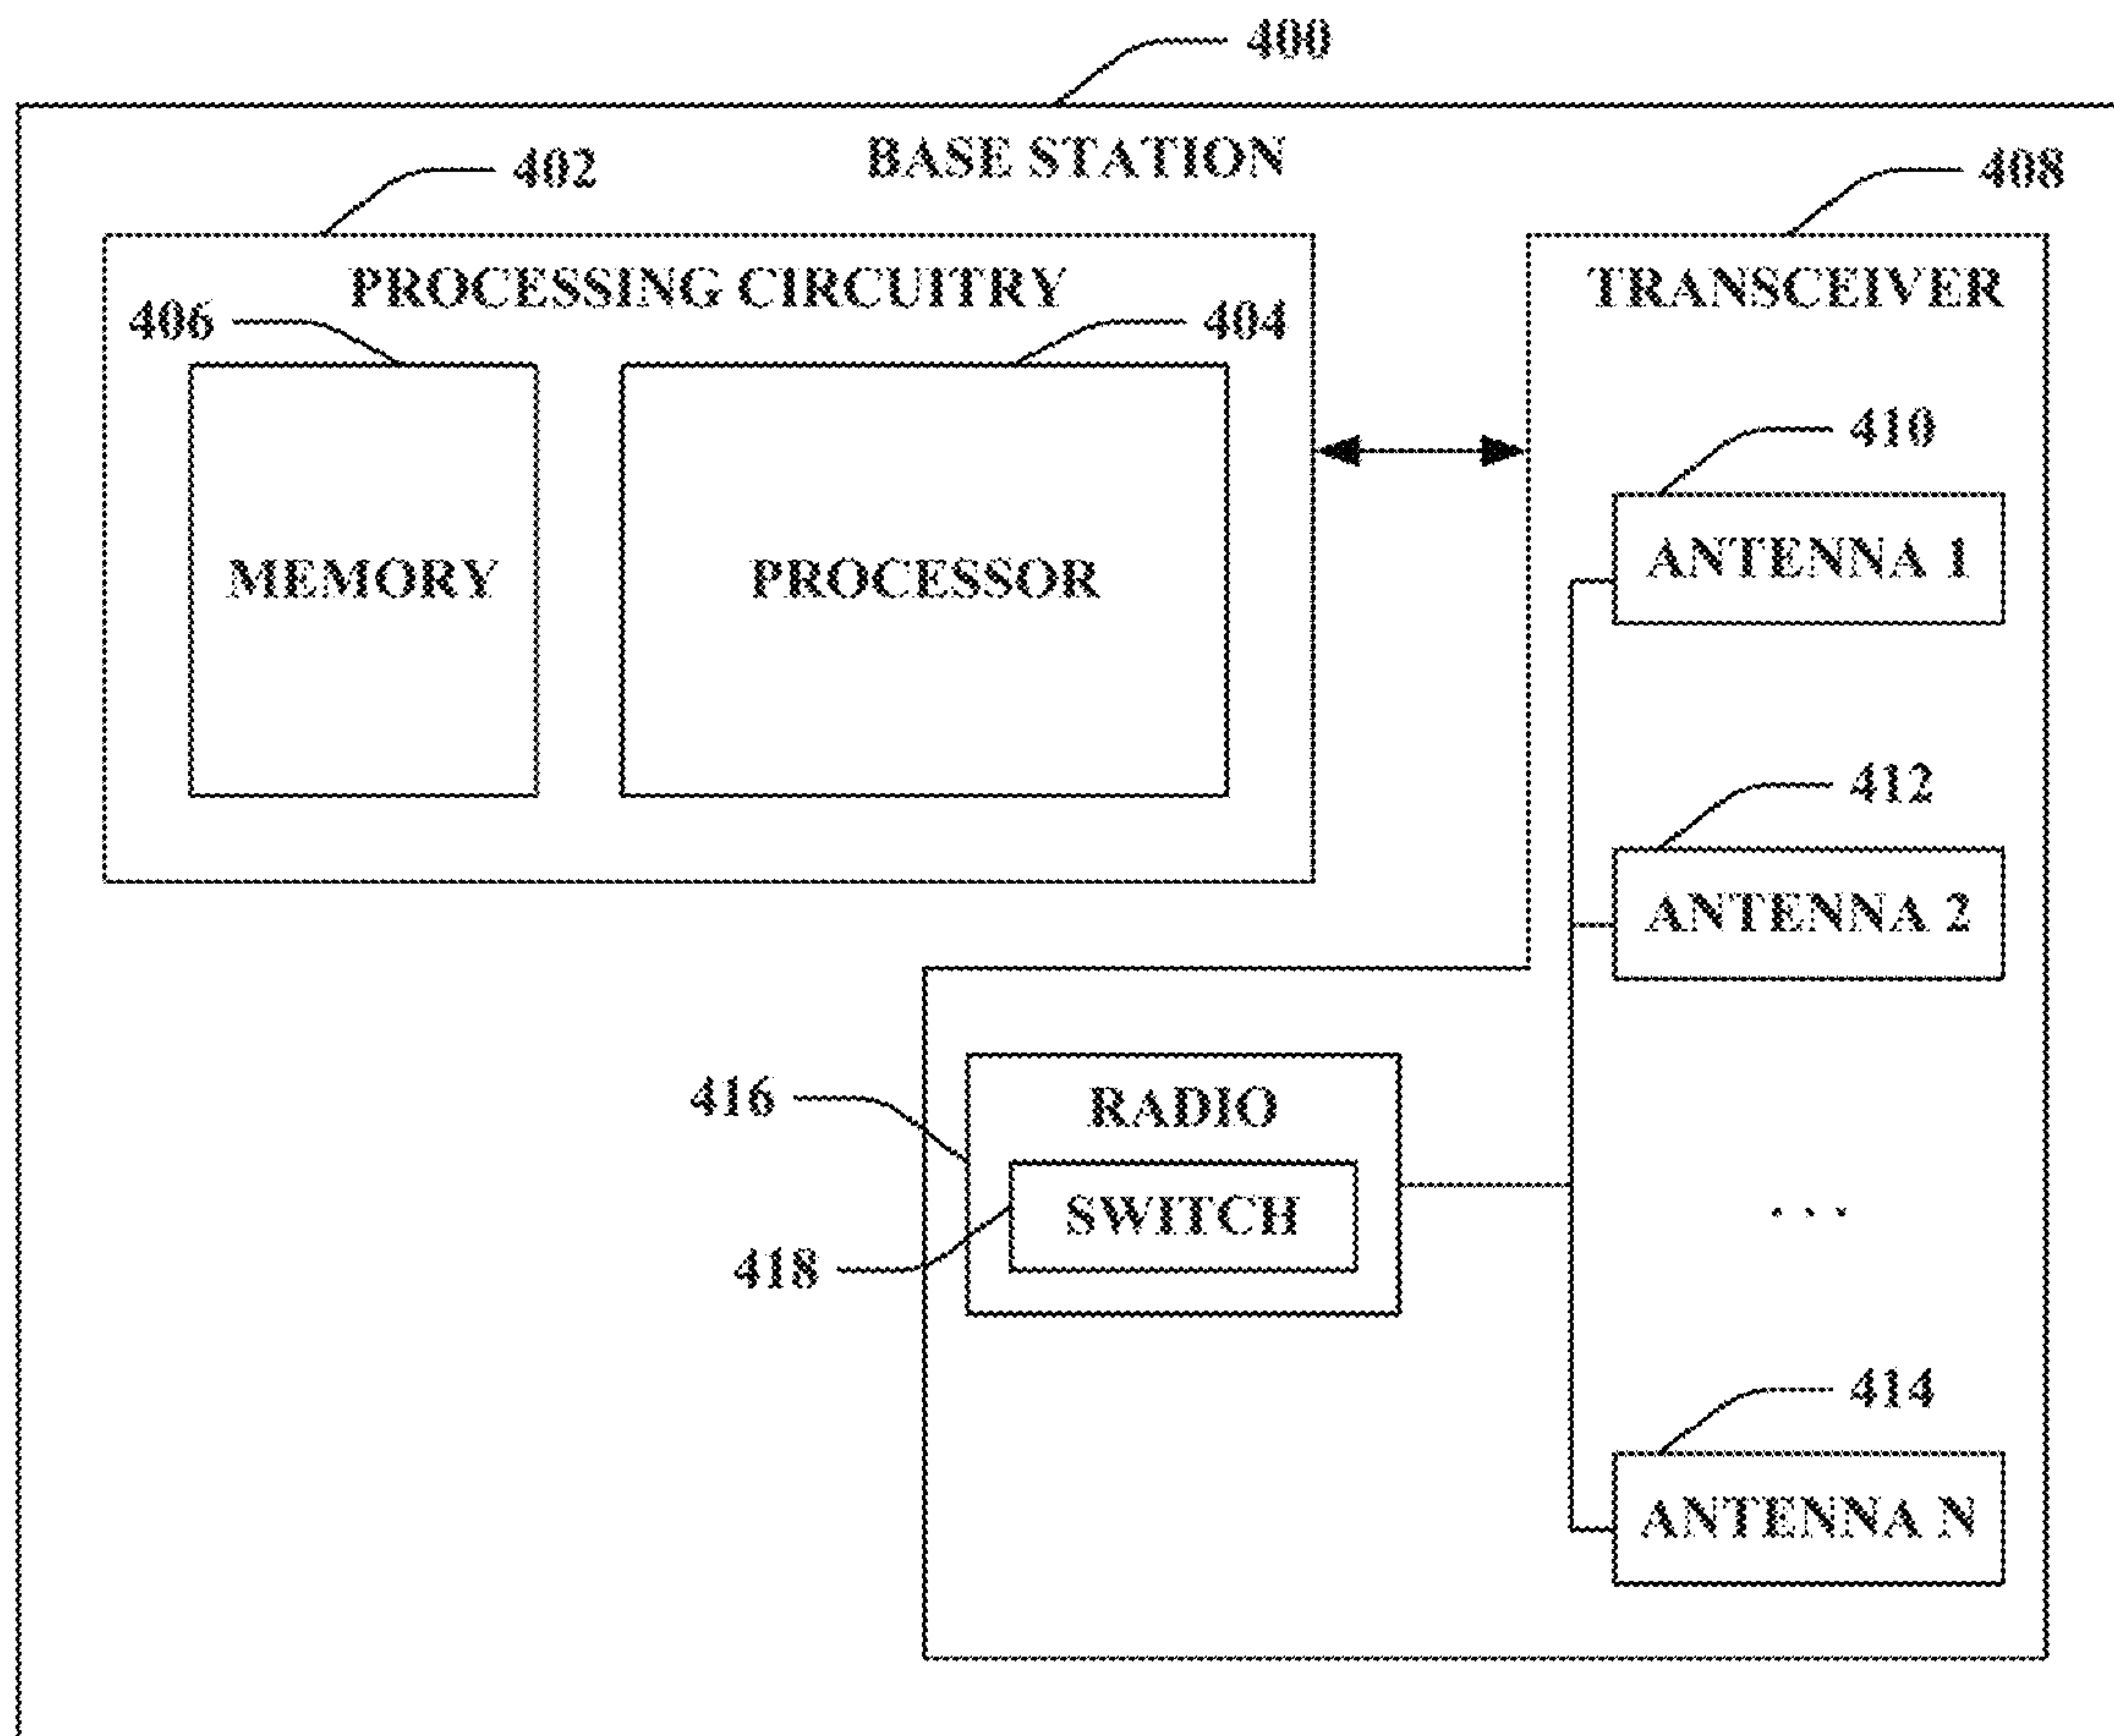 400
BASE STATION
402
408
PROCESSING CIRCUITRY
TRANSCEIVER
406
404
410
MEMORY
PROCESSOR
ANTENNA 1
412
ANTENNA 2
416
RADIO
SWITCH
. . .
418
414
ANTENNA N